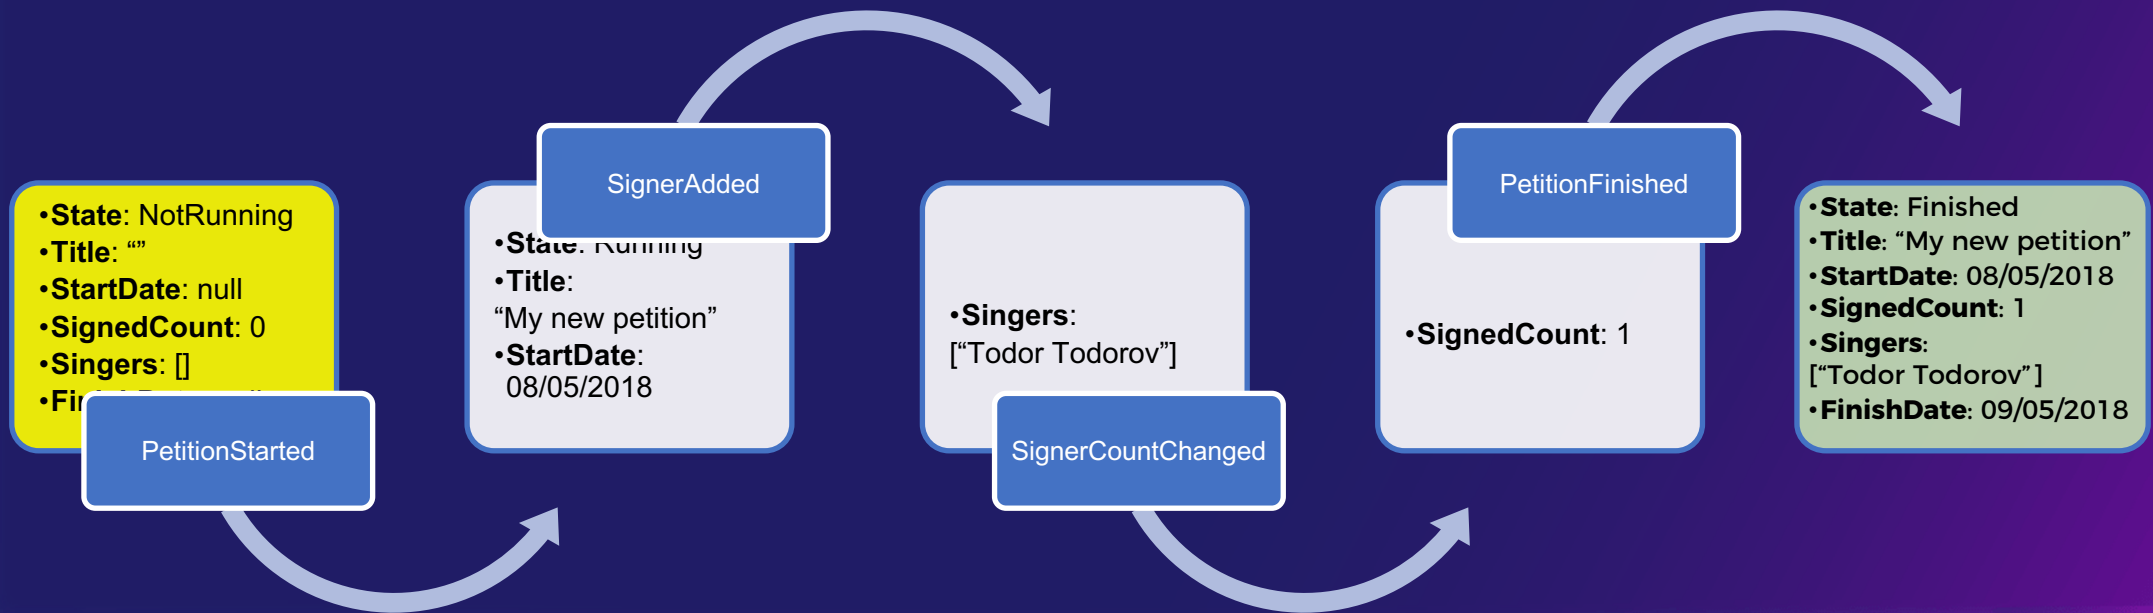 •State: NotRunning
•Title: “”
•StartDate: null
•SignedCount: 0
•Singers: []
PetitionStarted
SignerAdded
•State: Running
•Title:
“My new petition”
•StartDate:
08/05/2018
•Singers:
[“Todor Todorov”]
SignerCountChanged
•SignedCount: 1
PetitionFinished
•State: Finished
•Title: “My new petition”
•StartDate: 08/05/2018
•SignedCount: 1
•Singers:
[“Todor Todorov”]
•FinishDate: 09/05/2018